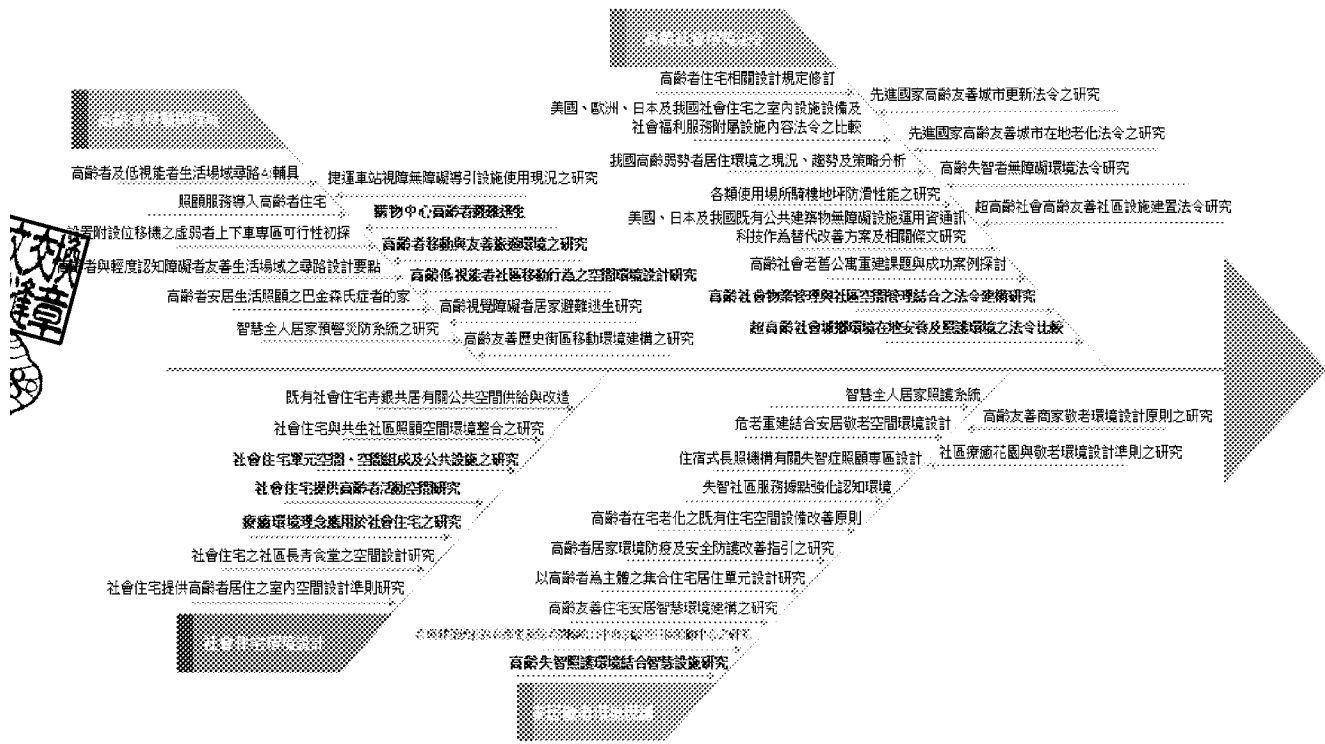 高齡者住宅相關設計規定修訂
美國、歐洲、日本及我國社會住宅之室內設施設備及
社會福利服務附屬設施內容法令之比較
我國高齡弱勢者居住環境之現況、趨勢及策略分析
各類使用場所騎樓地坪防滑性能之研究
美國、日本及我國既有公共建築物無障礙設施運用資通訊
科技作為替代改善方案及相關條文研究
高齡社會老舊公寓重建課題與成功案例探討
高齡社會物業管理與社區空間管理結合之法令建構研究
超高齡社會城鄉環境在地安養及照護環境之法令比較
先進國家高齡友善城市更新法令之研究
先進國家高齡友善城市在地老化法令之研究
高齡失智者無障礙環境法令研究
超高齡社會高齡友善社區設施建置法令研究
高齡者及低視能者生活場域尋路
輔具
照顧服務導入高齡者住宅
設置附設位移機之虛弱者上下車專區可行性初探
者與輕度認知障礙者友善生活場域之尋路設計要點
高齡者安居生活照顧之巴金森氏症者的家
智慧全人居家預警災防系統之研究
捷運車站視障無障礙導引設施使用現況之研究
購物中心高齡者避難逃生
高齡者移動與友善旅遊環境之研究
高齡低視能者社區移動行為之空間環境設計研究
高齡視覺障礙者居家避難逃生研究
高齡友善歷史街區移動環境建構之研究
既有社會住宅青銀共居有關公共空間供給與改造
社會住宅與共生社區照顧空間環境整合之研究
社會住宅單元空間、空間組成及公共設施之研究
社會住宅提供高齡者活動空間研究
療癒環境理念應用於社會住宅之研究
社會住宅之社區長青食堂之空間設計研究
社會住宅提供高齡者居住之室內空間設計準則研究
社會住宅環境設計
智慧全人居家照護系統
危老重建結合安居敬老空間環境設計
住宿式長照機構有關失智症照顧專區設計
失智社區服務據點強化認知環境
高齡者在宅老化之既有住宅空間設備改善原則
高齡者居家環境防疫及安全防護改善指引之研究
以高齡者為主體之集合住宅居住單元設計研究
高齡友善住宅安居智慧環境建構之研究
高齡失智照護環境結合智慧設施研究
高齡友善商家敬老環境設計原則之研究
社區療癒花園與敬老環境設計準則之研究